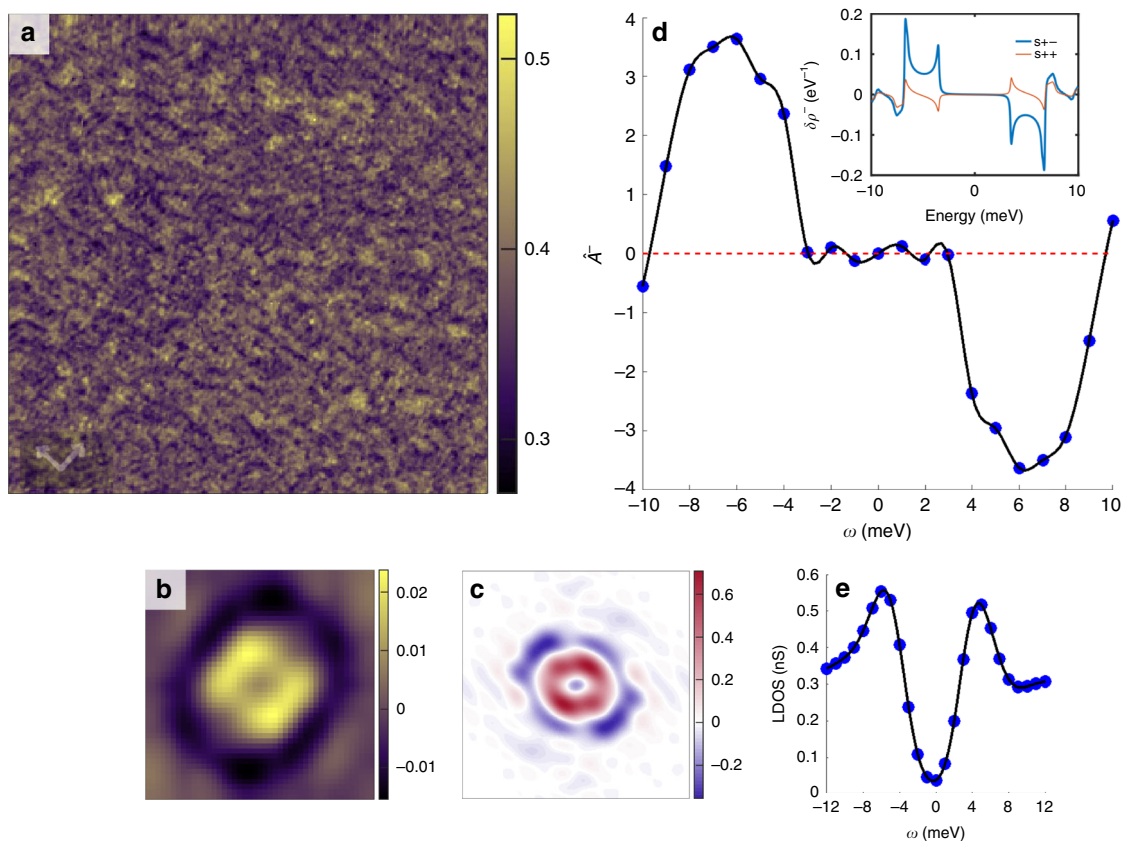 a
0.5
0.4
0.3
d
4
3
2
1
0
–1
–2
–3
–4
Â⁻
–10 –8 –6 –4 –2 0 2 4 6 8 10
ω (meV)
0.2
0.1
0
–0.1
–0.2
δρ⁻ (eV⁻¹)
s+–
s++
–10 0 10
Energy (meV)
b
0.02
0.01
0
–0.01
c
0.6
0.4
0.2
0
–0.2
e
0.6
0.5
0.4
0.3
0.2
0.1
0
LDOS (nS)
–12 –8 –4 0 4 8 12
ω (meV)